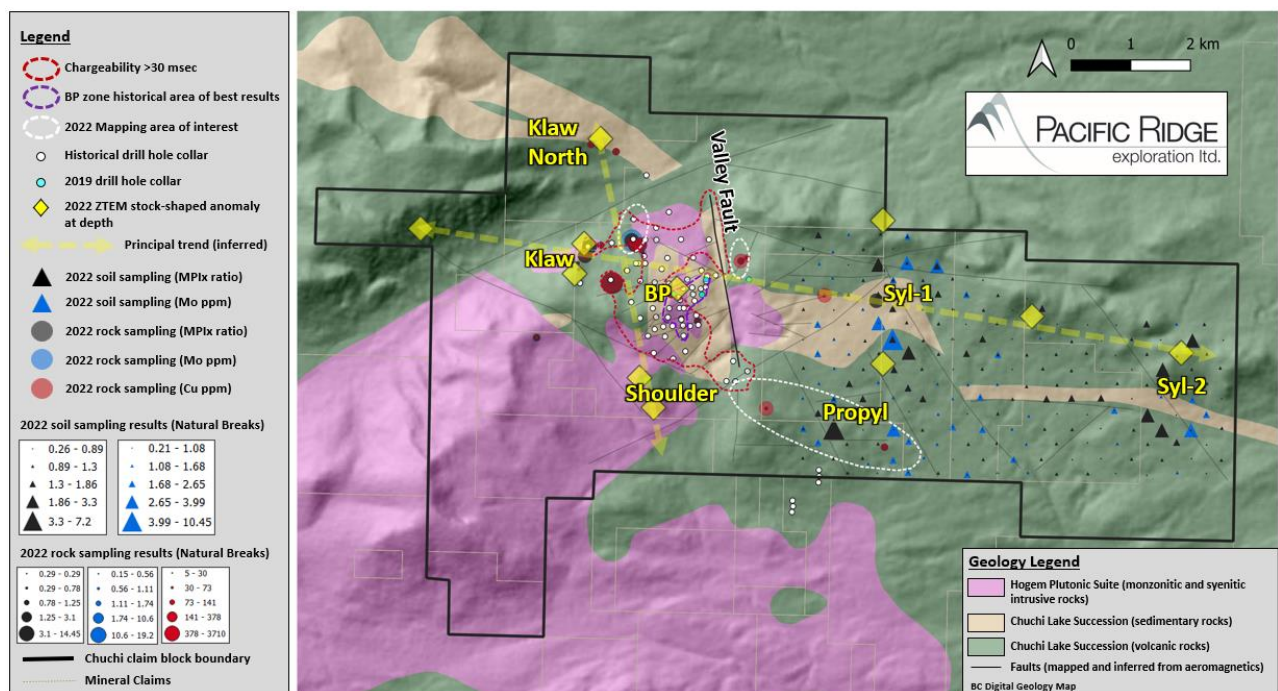 Legend
Chargeability >30 msec
BP zone historical area of best results
2022 Mapping area of interest
Historical drill hole collar
2019 drill hole collar
2022 ZTEM stock-shaped anomaly
at depth
Principal trend (inferred)
2022 soil sampling (MPIx ratio)
2022 soil sampling (Mo ppm)
2022 rock sampling (MPIx ratio)
2022 rock sampling (Mo ppm)
2022 rock sampling (Cu ppm)
2022 soil sampling results (Natural Breaks)
0.26 - 0.89 0.21 - 1.08
0.89 - 1.3 1.08 - 1.68
1.3 - 1.86 1.68 - 2.65
1.86 - 3.3 2.65 - 3.99
3.3 - 7.2 3.99 - 10.45
2022 rock sampling results (Natural Breaks)
0.29 - 0.29 0.15 - 0.56 5 - 30
0.29 - 0.78 0.56 - 1.11 30 - 73
0.78 - 1.25 1.11 - 1.74 73 - 141
1.25 - 3.1 1.74 - 10.6 141 - 378
3.1 - 14.45 10.6 - 19.2 378 - 3710
Chuchi claim block boundary
Mineral Claims
0 1 2 km
PACIFIC RIDGE
exploration ltd.
Klaw
North
Valley Fault
Klaw
BP
Syl-1
Shoulder
Propyl
Syl-2
Geology Legend
Hogem Plutonic Suite (monzonitic and syenitic
intrusive rocks)
Chuchi Lake Succession (sedimentary rocks)
Chuchi Lake Succession (volcanic rocks)
Faults (mapped and inferred from aeromagnetics)
BC Digital Geology Map